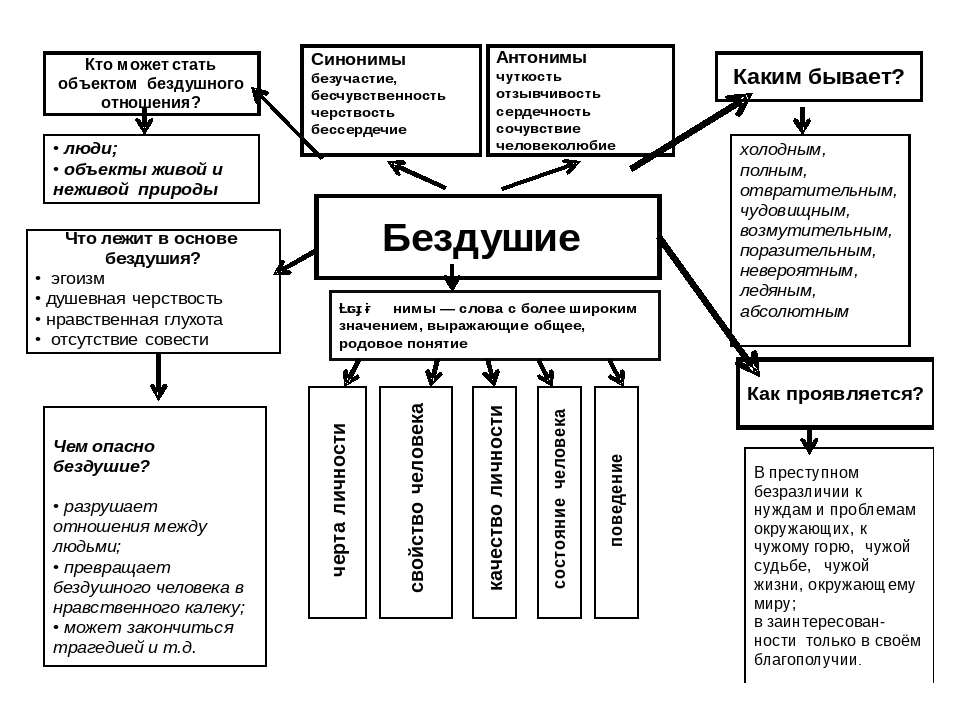 Кто может стать
объектом бездушного
отношения?
• люди;
• объекты живой и
неживой природы
Синонимы
безучастие,
бесчувственность
черствость
бессердечие
Антонимы
чуткость
отзывчивость
сердечность
сочувствие
человеколюбие
Каким бывает?
холодным,
полным,
отвратительным,
чудовищным,
возмутительным,
поразительным,
невероятным,
ледяным,
абсолютным
Бездушие
Что лежит в основе
бездушия?
• эгоизм
• душевная черствость
• нравственная глухота
• отсутствие совести
нимы — слова с более широким
значением, выражающие общее,
родовое понятие
Как проявляется?
Чем опасно
бездушие?
• разрушает
отношения между
людьми;
• превращает
бездушного человека в
нравственного калеку;
• может закончиться
трагедией и т.д.
черта личности
свойство человека
качество личности
состояние человека
поведение
В преступном
безразличии к
нуждам и проблемам
окружающих, к
чужому горю, чужой
судьбе, чужой
жизни, окружающему
миру;
в заинтересован-
ности только в своём
благополучии.